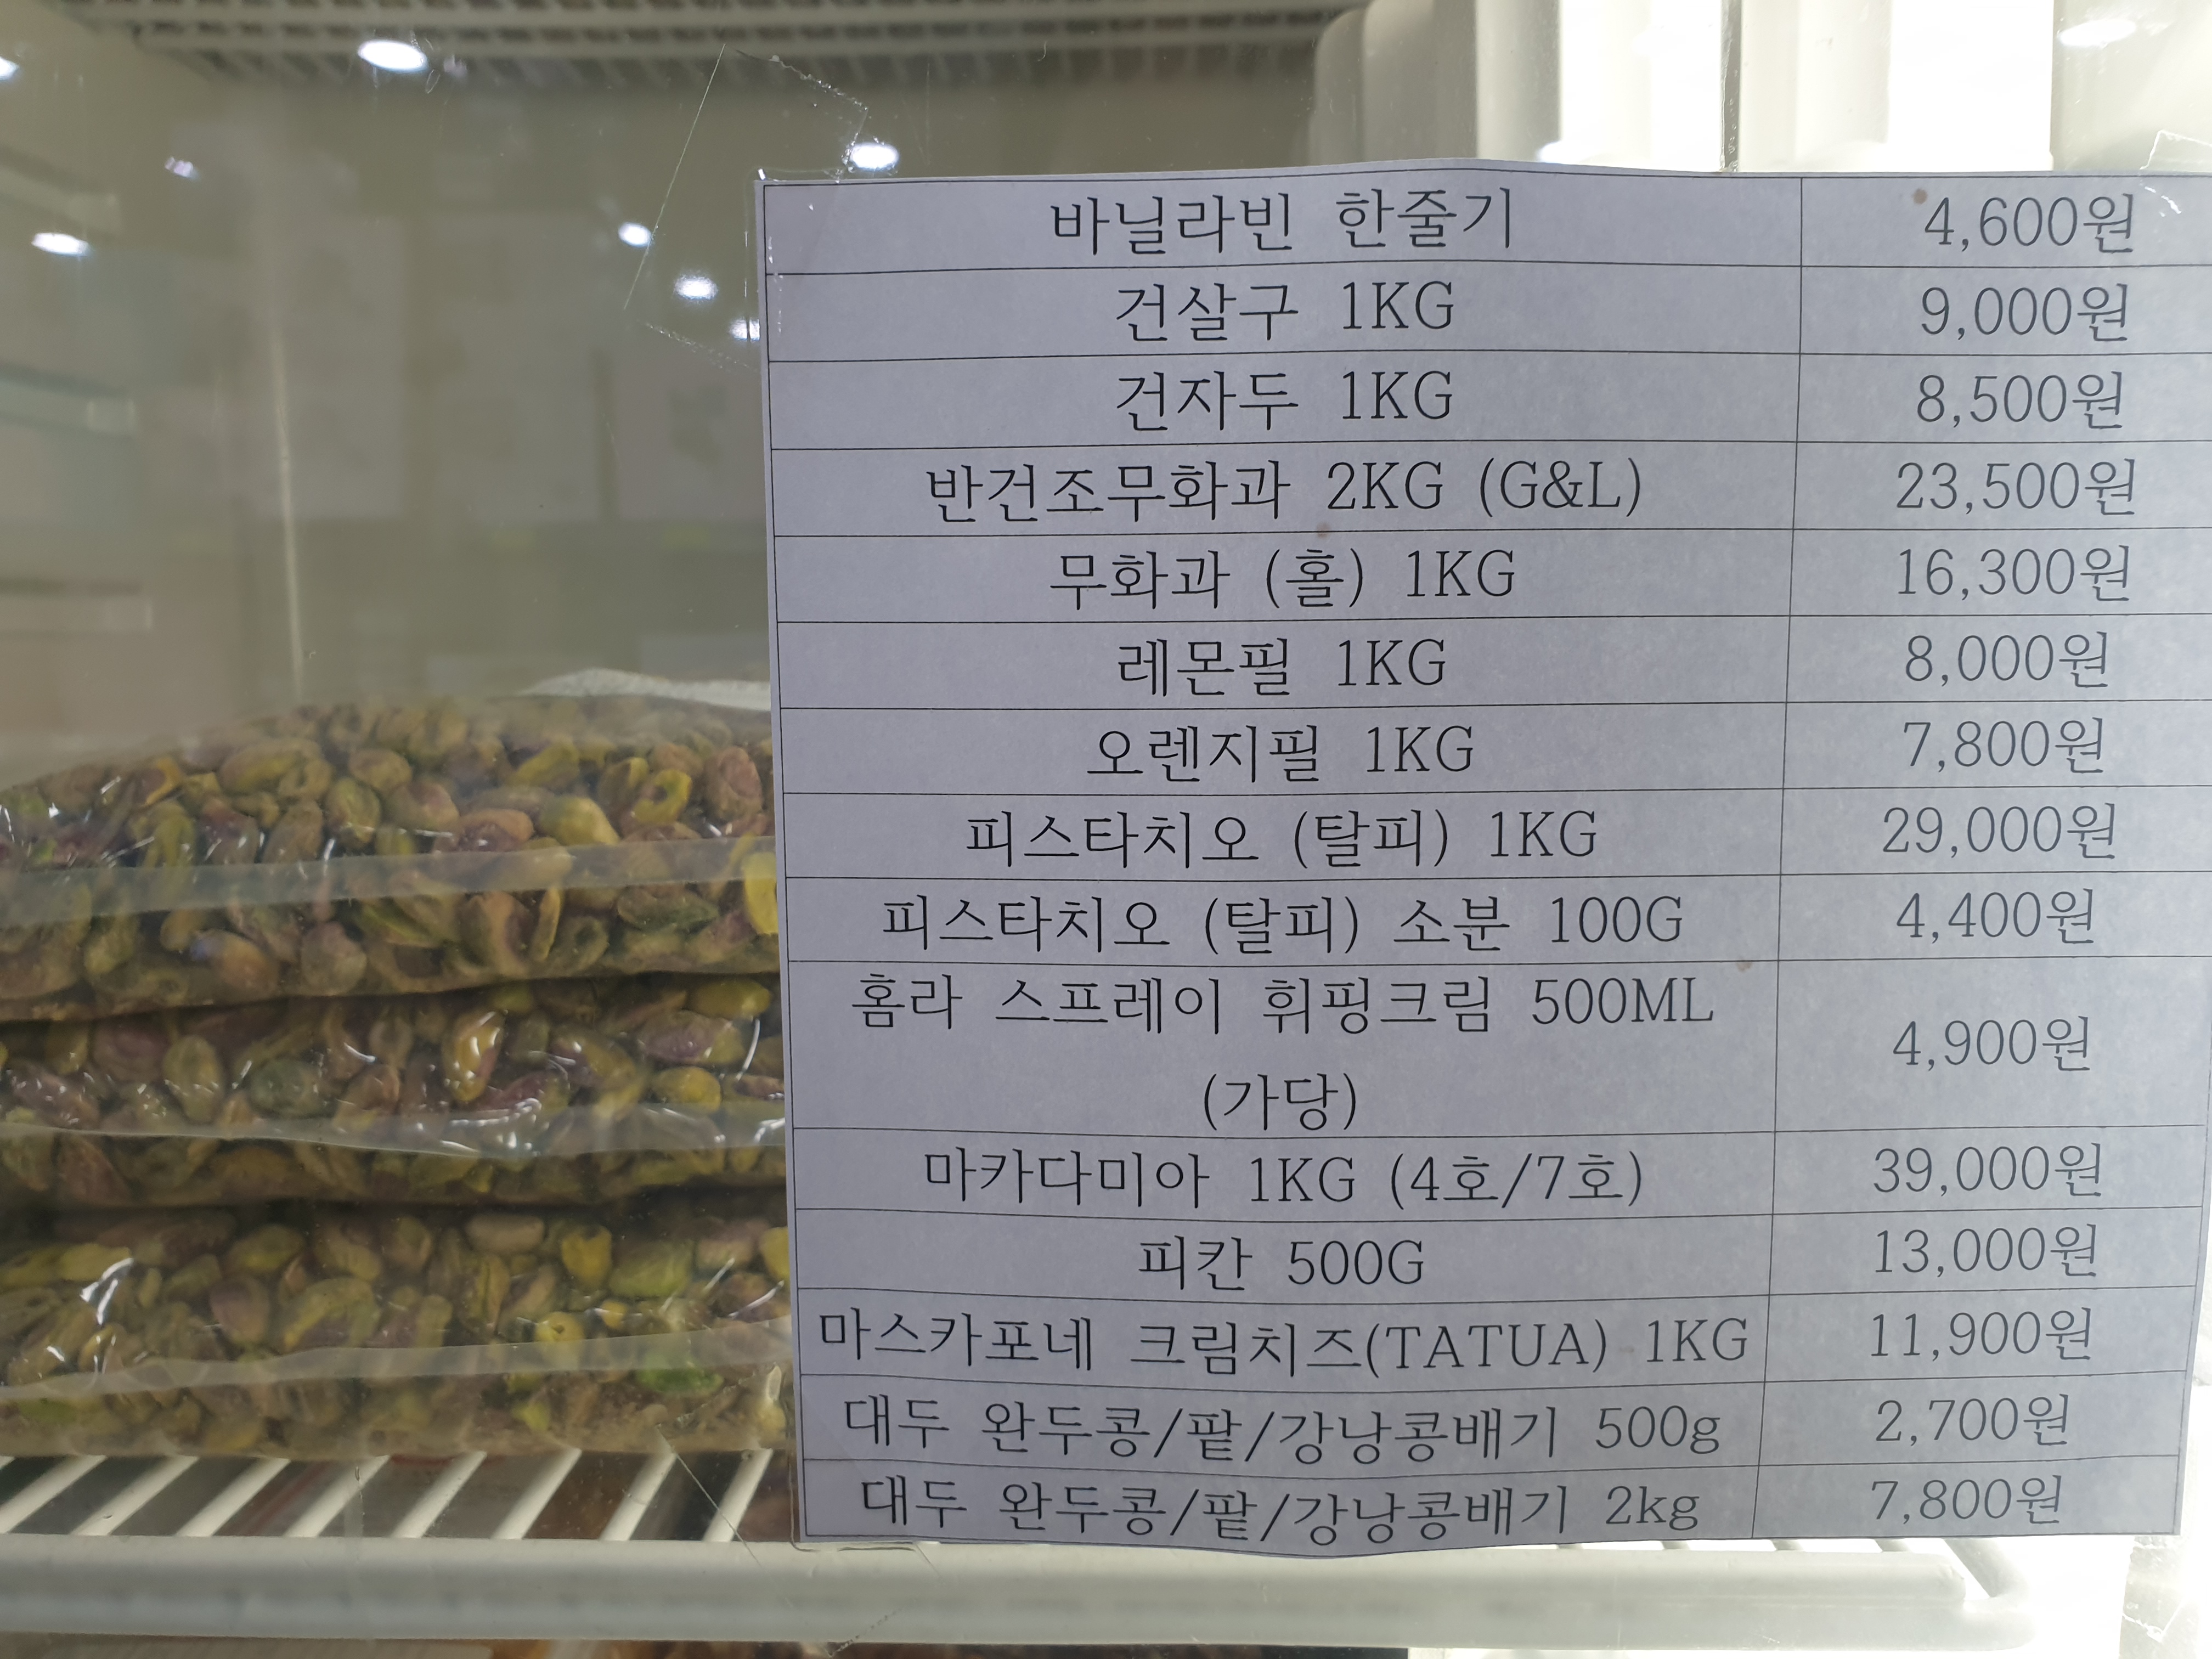 바닐라빈 한줄기 4,600원
건살구 1KG 9,000원
건자두 1KG 8,500원
반건조무화과 2KG (G&L) 23,500원
무화과 (홀) 1KG 16,300원
레몬필 1KG 8,000원
오렌지필 1KG 7,800원
피스타치오 (탈피) 1KG 29,000원
피스타치오 (탈피) 소분 100G 4,400원
홈라 스프레이 휘핑크림 500ML
(가당) 4,900원
마카다미아 1KG (4호/7호) 39,000원
피칸 500G 13,000원
마스카포네 크림치즈(TATUA) 1KG 11,900원
대두 완두콩/팥/강낭콩배기 500g 2,700원
대두 완두콩/팥/강낭콩배기 2kg 7,800원